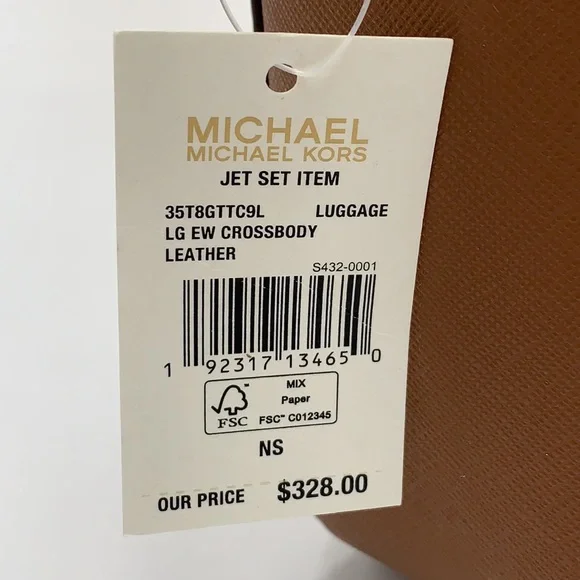 MICHAEL
MICHAEL KORS
JET SET ITEM
35T8GTTC9L LUGGAGE
LG EW CROSSBODY
LEATHER
S432-0001
1 92317 13465 0
MIX
Paper
FSC FSC™ C012345
NS
OUR PRICE $328.00